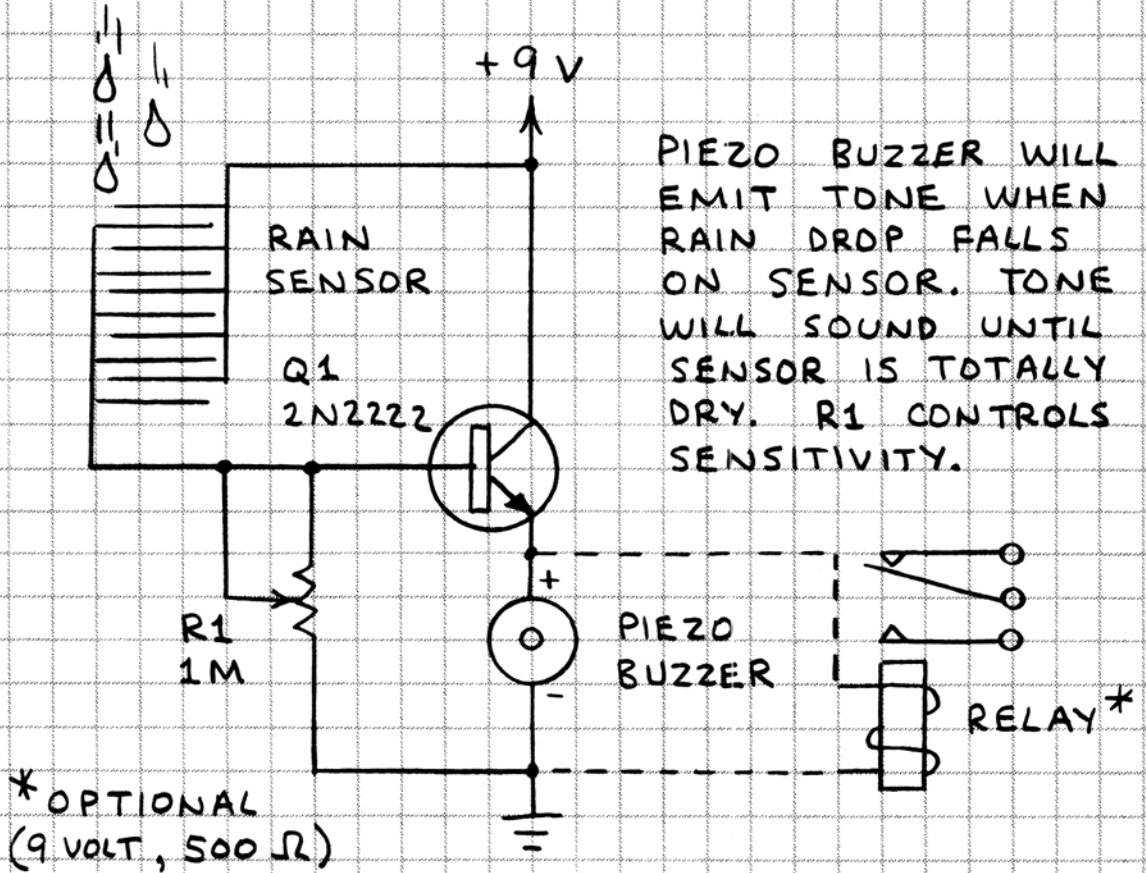 +9 V
PIEZO BUZZER WILL
EMIT TONE WHEN
RAIN DROP FALLS
ON SENSOR. TONE
WILL SOUND UNTIL
SENSOR IS TOTALLY
DRY. R1 CONTROLS
SENSITIVITY.
RAIN
SENSOR
Q1
2N2222
+
R1
1M
PIEZO
BUZZER
-
RELAY*
*OPTIONAL
(9 VOLT, 500 Ω)